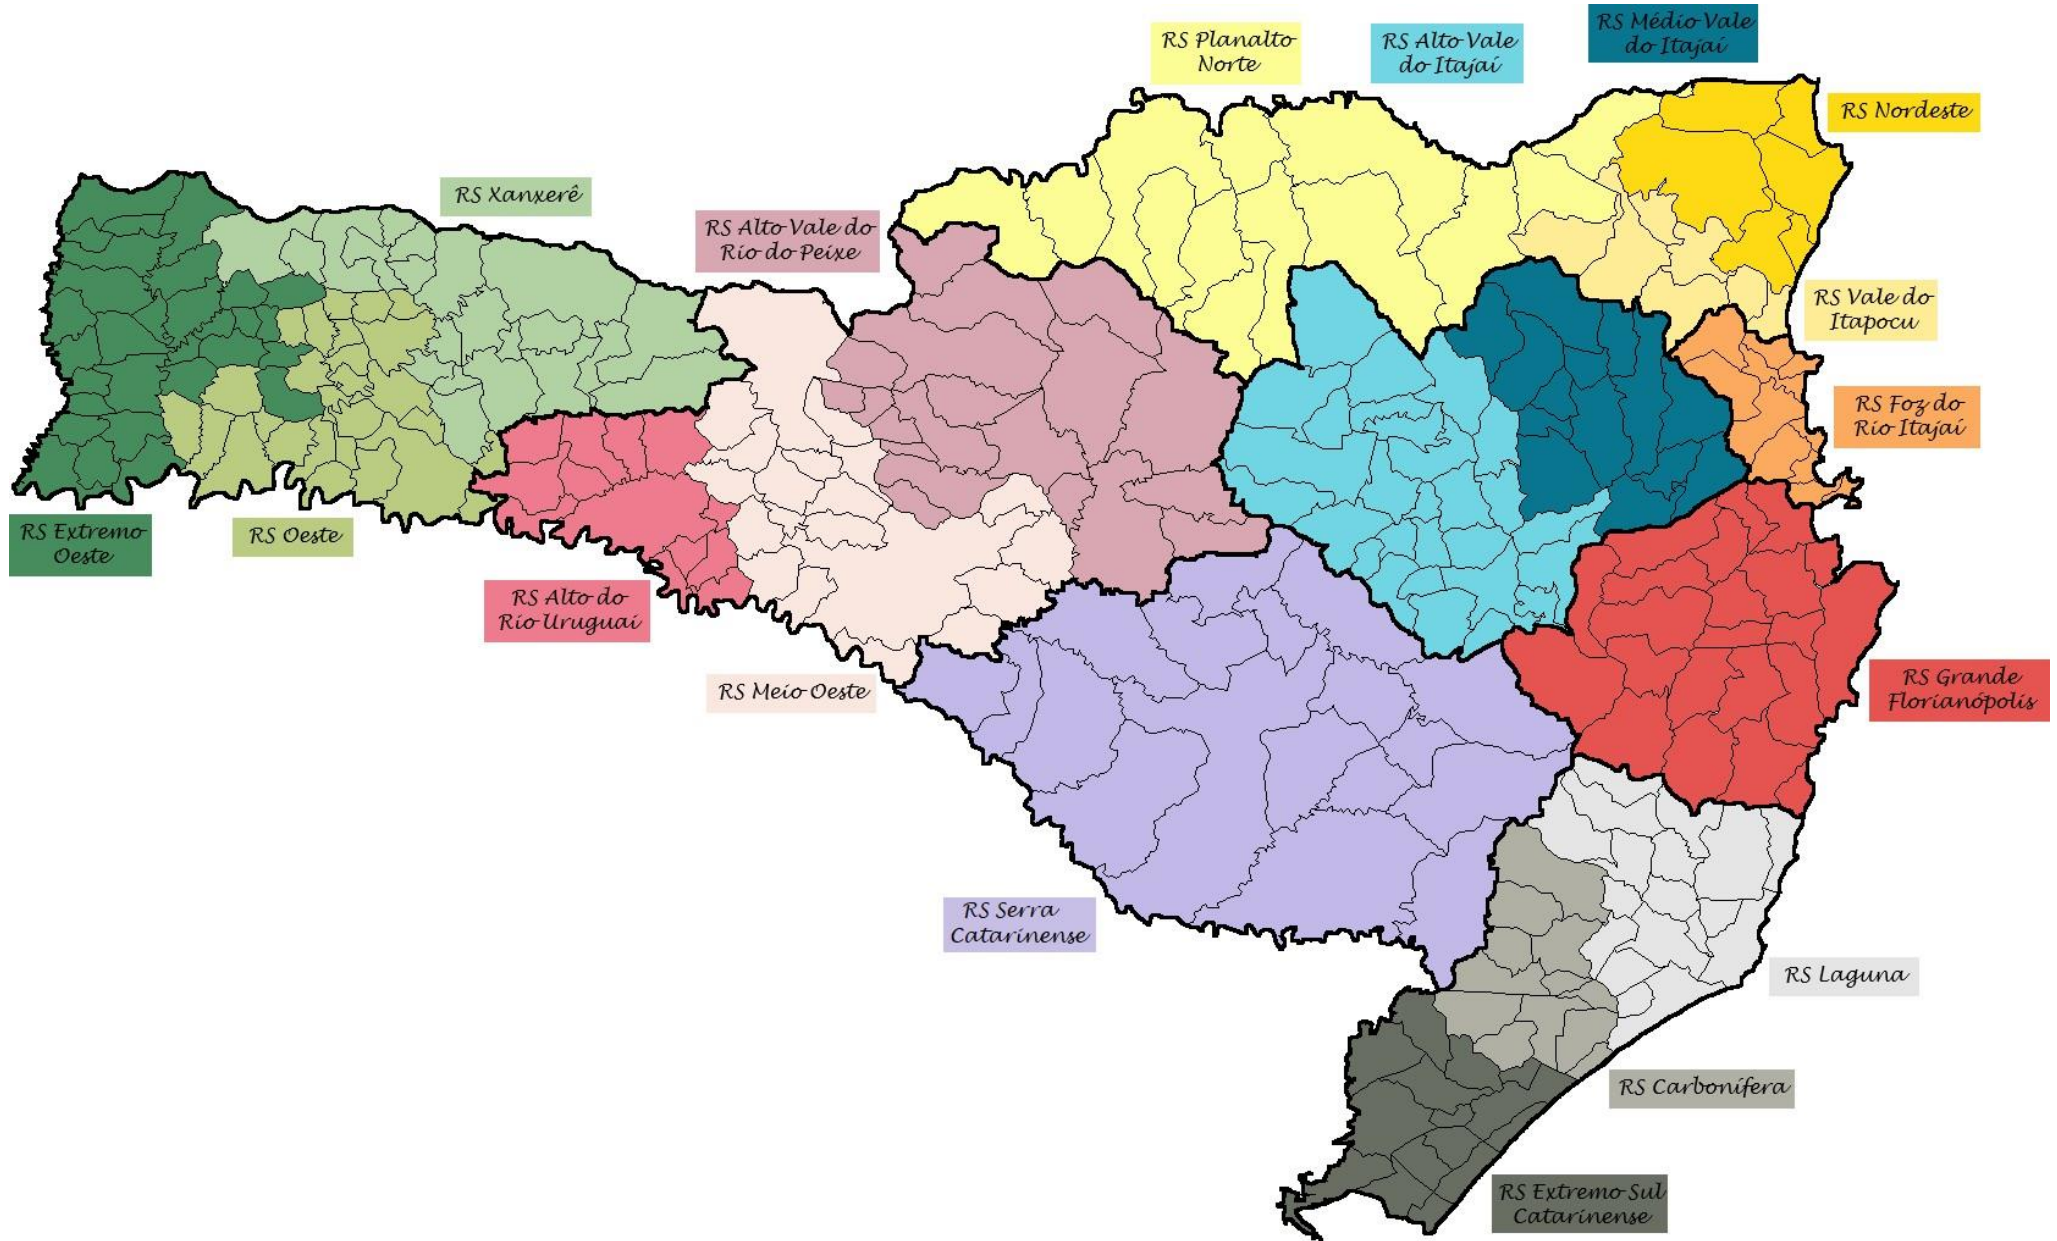 RS Médio Vale
do Itajaí
RS Planalto
Norte
RS Alto Vale
do Itajaí
RS Nordeste
RS Xanxerê
RS Alto Vale do
Rio do Peixe
RS Vale do
Itapocu
RS Foz do
Rio Itajaí
RS Extremo
Oeste
RS Oeste
RS Alto do
Rio Uruguai
RS Meio Oeste
RS Grande
Florianópolis
RS Serra
Catarinense
RS Laguna
RS Carbonífera
RS Extremo Sul
Catarinense